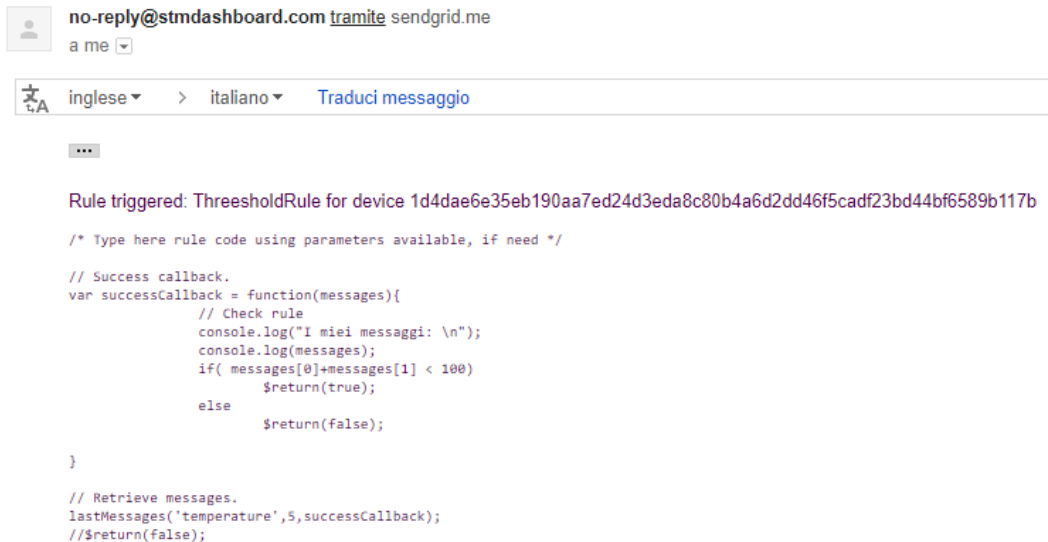 no-reply@stmdashboard.com tramite sendgrid.me
a me
inglese > italiano Traduci messaggio
...
Rule triggered: ThreesholdRule for device 1d4dae6e35eb190aa7ed24d3eda8c80b4a6d2dd46f5cadf23bd44bf6589b117b
/* Type here rule code using parameters available, if need */
// Success callback.
var successCallback = function(messages){
// Check rule
console.log("I miei messaggi: \n");
console.log(messages);
if( messages[0]+messages[1] < 100)
$return(true);
else
$return(false);
}
// Retrieve messages.
lastMessages('temperature',5,successCallback);
//$return(false);